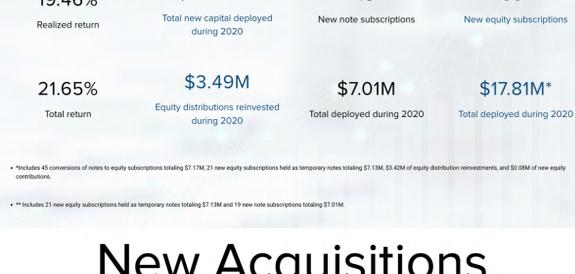 19.46%
Realized return
Total new capital deployed
during 2020
New note subscriptions
New equity subscriptions
21.65%
Total return
$3.49M
Equity distributions reinvested
during 2020
$7.01M
Total deployed during 2020
$17.81M*
Total deployed during 2020
• *Includes 45 conversions of notes to equity subscriptions totaling $7.17M, 21 new equity subscriptions held as temporary notes totaling $7.13M, $3.42M of equity distribution reinvestments, and $0.08M of new equity
contributions.
• ** Includes 21 new equity subscriptions held as temporary notes totaling $7.13M and 19 new note subscriptions totaling $7.01M.
New Acquisitions